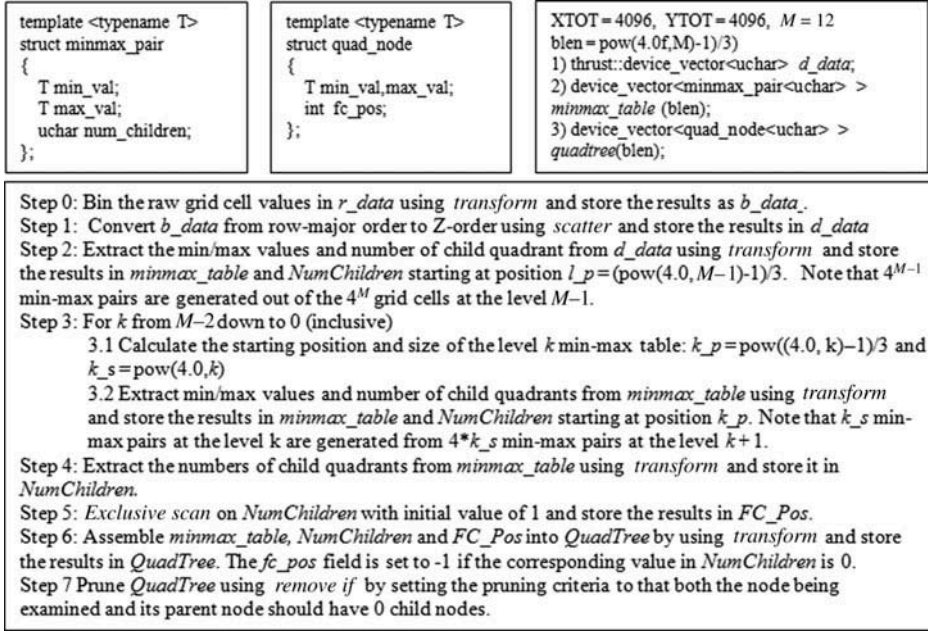 template <typename T>
struct minmax_pair
{
T min_val;
T max_val;
uchar num_children;
};
template <typename T>
struct quad_node
{
T min_val,max_val;
int fc_pos;
};
XTOT = 4096, YTOT = 4096, M = 12
blen = pow(4.0f,M)-1)/3)
1) thrust::device_vector<uchar> d_data;
2) device_vector<minmax_pair<uchar> >
minmax_table (blen);
3) device_vector<quad_node<uchar> >
quadtree(blen);
Step 0: Bin the raw grid cell values in r_data using transform and store the results as b_data .
Step 1: Convert b_data from row-major order to Z-order using scatter and store the results in d_data
Step 2: Extract the min/max values and number of child quadrant from d_data using transform and store
the results in minmax_table and NumChildren starting at position l_p=(pow(4.0, M−1)-1)/3. Note that 4^{M−1}
min-max pairs are generated out of the 4^M grid cells at the level M−1.
Step 3: For k from M−2 down to 0 (inclusive)
3.1 Calculate the starting position and size of the level k min-max table: k_p=pow((4.0, k)−1)/3 and
k_s=pow(4.0,k)
3.2 Extract min/max values and number of child quadrants from minmax_table using transform
and store the results in minmax_table and NumChildren starting at position k_p. Note that k_s min-
max pairs at the level k are generated from 4*k_s min-max pairs at the level k+1.
Step 4: Extract the numbers of child quadrants from minmax_table using transform and store it in
NumChildren.
Step 5: Exclusive scan on NumChildren with initial value of 1 and store the results in FC_Pos.
Step 6: Assemble minmax_table, NumChildren and FC_Pos into QuadTree by using transform and store
the results in QuadTree. The fc_pos field is set to -1 if the corresponding value in NumChildren is 0.
Step 7 Prune QuadTree using remove if by setting the pruning criteria to that both the node being
examined and its parent node should have 0 child nodes.